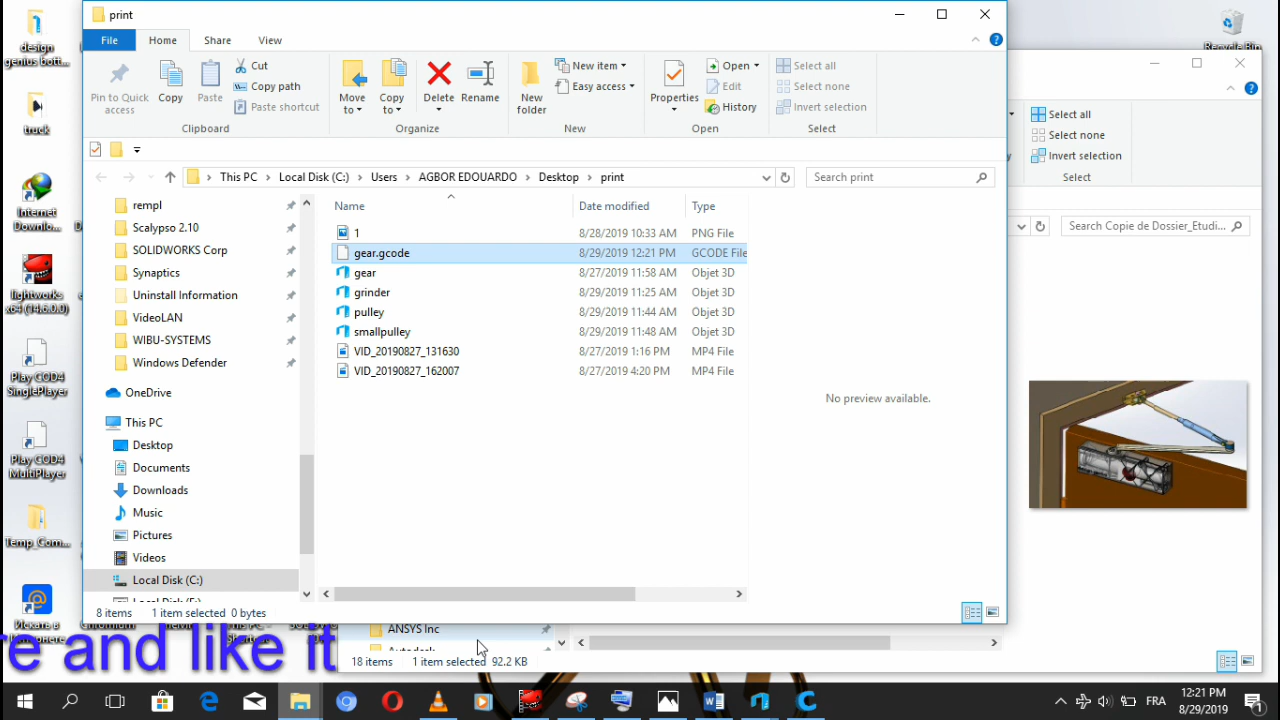 print
File
Home
Share
View
Pin to Quick
access
Copy
Paste
Cut
Copy path
Paste shortcut
Clipboard
Move
to
Copy
to
Delete
Rename
Organize
New
folder
New item
Easy access
New
Properties
Open
Edit
History
Open
Select all
Select none
Invert selection
Select
This PC
Local Disk (C:)
Users
AGBOR EDOUARDO
Desktop
print
Search print
Name
Date modified
Type
1
8/28/2019 10:33 AM
PNG File
gear.gcode
8/29/2019 12:21 PM
GCODE File
gear
8/27/2019 11:58 AM
Objet 3D
grinder
8/29/2019 11:25 AM
Objet 3D
pulley
8/29/2019 11:44 AM
Objet 3D
smallpulley
8/29/2019 11:48 AM
Objet 3D
VID_20190827_131630
8/27/2019 1:16 PM
MP4 File
VID_20190827_162007
8/27/2019 4:20 PM
MP4 File
No preview available.
rempl
Scalypso 2.10
SOLIDWORKS Corp
Synaptics
Uninstall Information
VideoLAN
WIBU-SYSTEMS
Windows Defender
OneDrive
This PC
Desktop
Documents
Downloads
Music
Pictures
Videos
Local Disk (C:)
8 items
1 item selected 0 bytes
Select all
Select none
Invert selection
Select
Search Copie de Dossier_Etudi...
ANSYS Inc
Autodesk
18 items
1 item selected 92.2 KB
design
genius bott...
truck
Internet
Downlo...
lightworks
x64 (14.6.0.0)
Play COD4
SinglePlayer
Play COD4
MultiPlayer
Temp_Com...
Искать в
Recycle Bin
re and like it
FRA
12:21 PM
8/29/2019
1